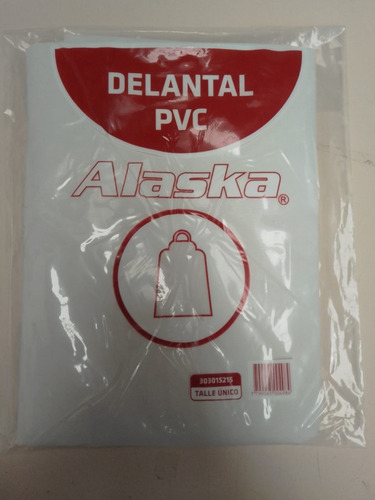 DELANTAL
PVC
Alaska®
303015215
TALLE ÚNICO